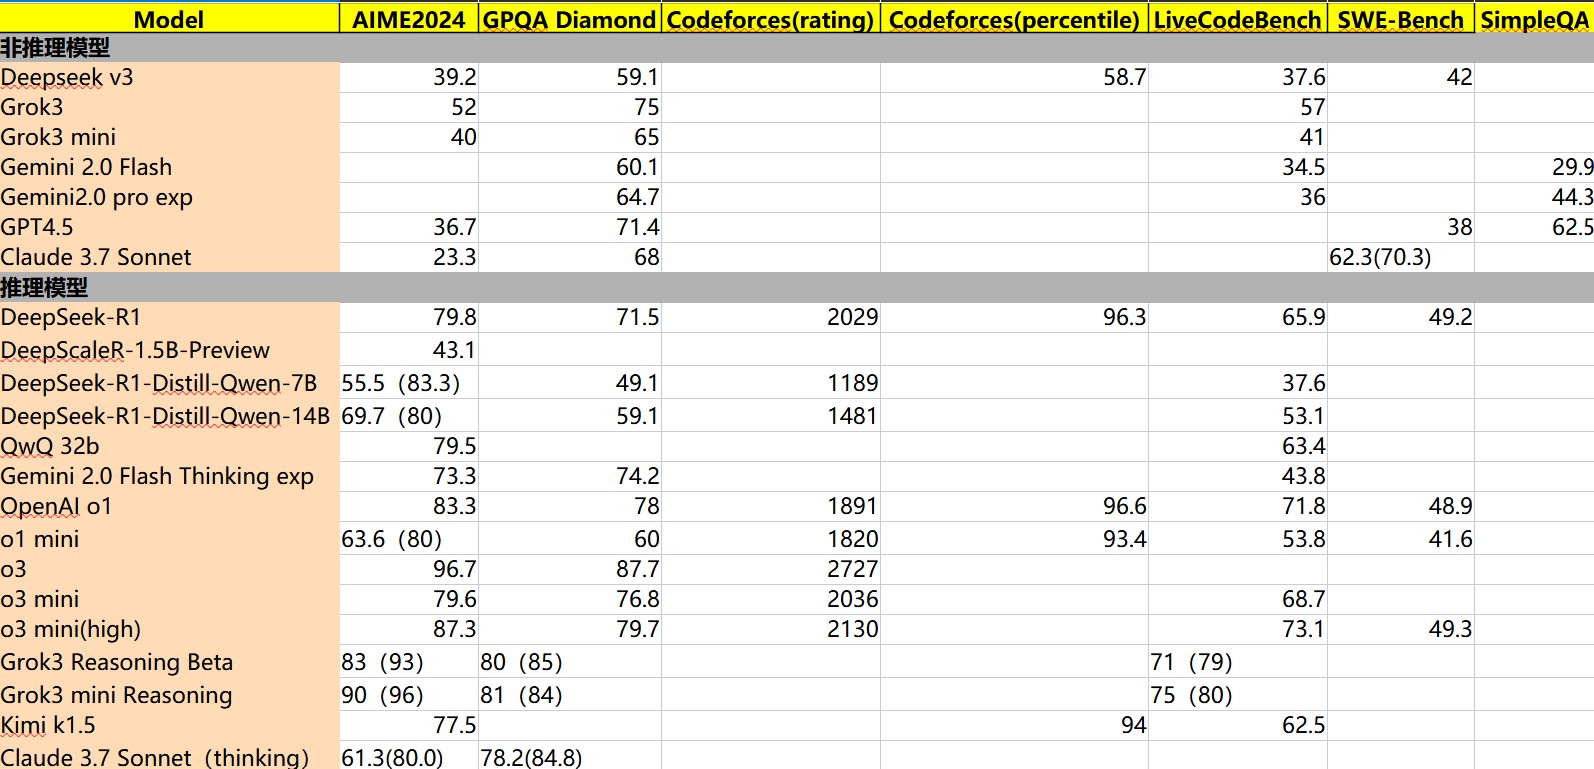 Model AIME2024 GPQA Diamond Codeforces(rating) Codeforces(percentile) LiveCodeBench SWE-Bench SimpleQA
非推理模型
Deepseek v3 39.2 59.1 58.7 37.6 42
Grok3 52 75 57
Grok3 mini 40 65 41
Gemini 2.0 Flash 60.1 34.5 29.9
Gemini2.0 pro exp 64.7 36 44.3
GPT4.5 36.7 71.4 38 62.5
Claude 3.7 Sonnet 23.3 68 62.3(70.3)
推理模型
DeepSeek-R1 79.8 71.5 2029 96.3 65.9 49.2
DeepScaleR-1.5B-Preview 43.1
DeepSeek-R1-Distill-Qwen-7B 55.5（83.3） 49.1 1189 37.6
DeepSeek-R1-Distill-Qwen-14B 69.7（80） 59.1 1481 53.1
QwQ 32b 79.5 63.4
Gemini 2.0 Flash Thinking exp 73.3 74.2 43.8
OpenAI o1 83.3 78 1891 96.6 71.8 48.9
o1 mini 63.6（80） 60 1820 93.4 53.8 41.6
o3 96.7 87.7 2727
o3 mini 79.6 76.8 2036 68.7
o3 mini(high) 87.3 79.7 2130 73.1 49.3
Grok3 Reasoning Beta 83（93） 80（85） 71（79）
Grok3 mini Reasoning 90（96） 81（84） 75（80）
Kimi k1.5 77.5 94 62.5
Claude 3.7 Sonnet（thinking） 61.3(80.0) 78.2(84.8)